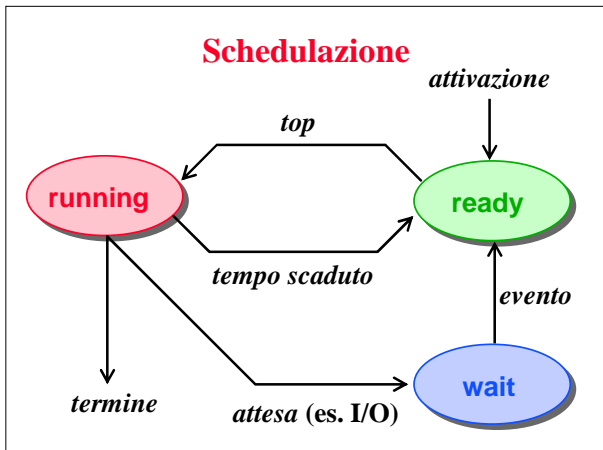 Schedulazione
attivazione
top
running
ready
tempo scaduto
evento
wait
termine
attesa (es. I/O)